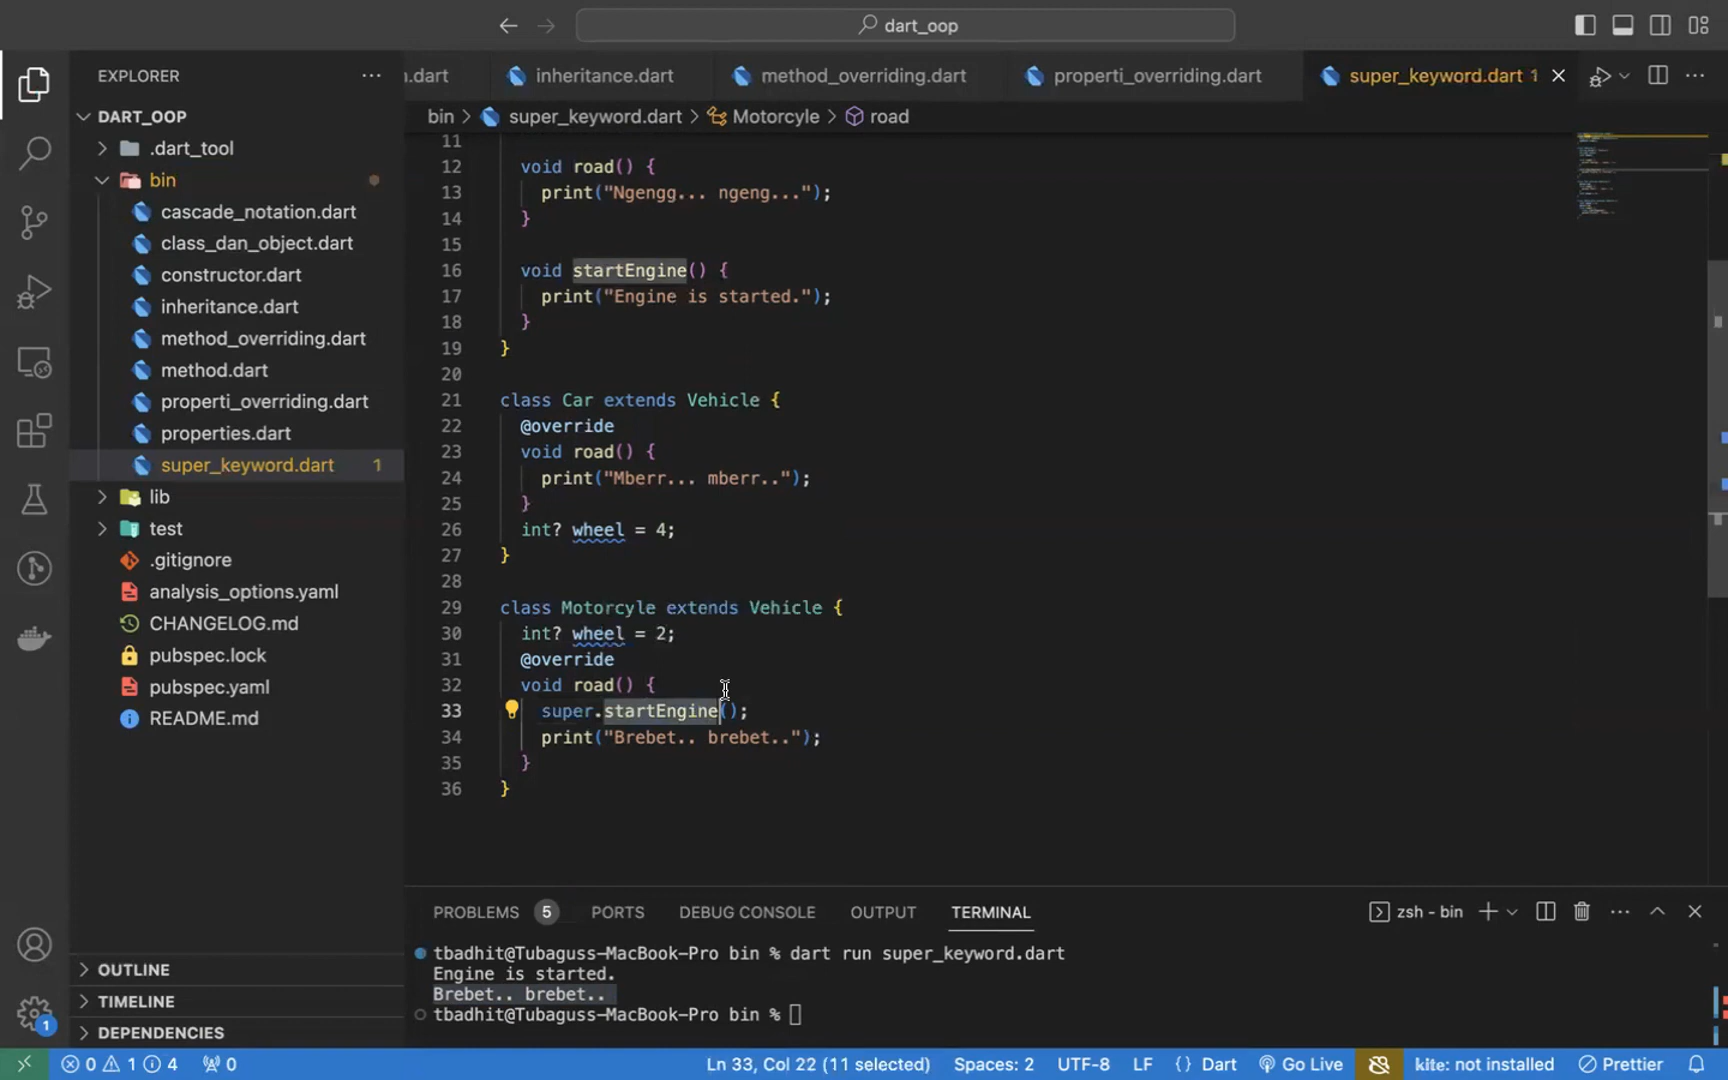 dart_oop
EXPLORER
n.dart
inheritance.dart
method_overriding.dart
properti_overriding.dart
super_keyword.dart 1
DART_OOP
bin > super_keyword.dart > Motorcyle > road
.dart_tool
bin
cascade_notation.dart
class_dan_object.dart
constructor.dart
inheritance.dart
method_overriding.dart
method.dart
properti_overriding.dart
properties.dart
super_keyword.dart 1
lib
test
.gitignore
analysis_options.yaml
CHANGELOG.md
pubspec.lock
pubspec.yaml
README.md
OUTLINE
TIMELINE
DEPENDENCIES
11
12 void road() {
13 print("Ngengg... ngeng...");
14 }
15
16 void startEngine() {
17 print("Engine is started.");
18 }
19 }
20
21 class Car extends Vehicle {
22 @override
23 void road() {
24 print("Mberr... mberr..");
25 }
26 int? wheel = 4;
27 }
28
29 class Motorcyle extends Vehicle {
30 int? wheel = 2;
31 @override
32 void road() {
33 super.startEngine();
34 print("Brebet.. brebet..");
35 }
36 }
PROBLEMS 5 PORTS DEBUG CONSOLE OUTPUT TERMINAL
zsh - bin
tbadhit@Tubaguss-MacBook-Pro bin % dart run super_keyword.dart
Engine is started.
Brebet.. brebet..
tbadhit@Tubaguss-MacBook-Pro bin %
1
0 1 4 0 Ln 33, Col 22 (11 selected) Spaces: 2 UTF-8 LF {} Dart Go Live kite: not installed Prettier